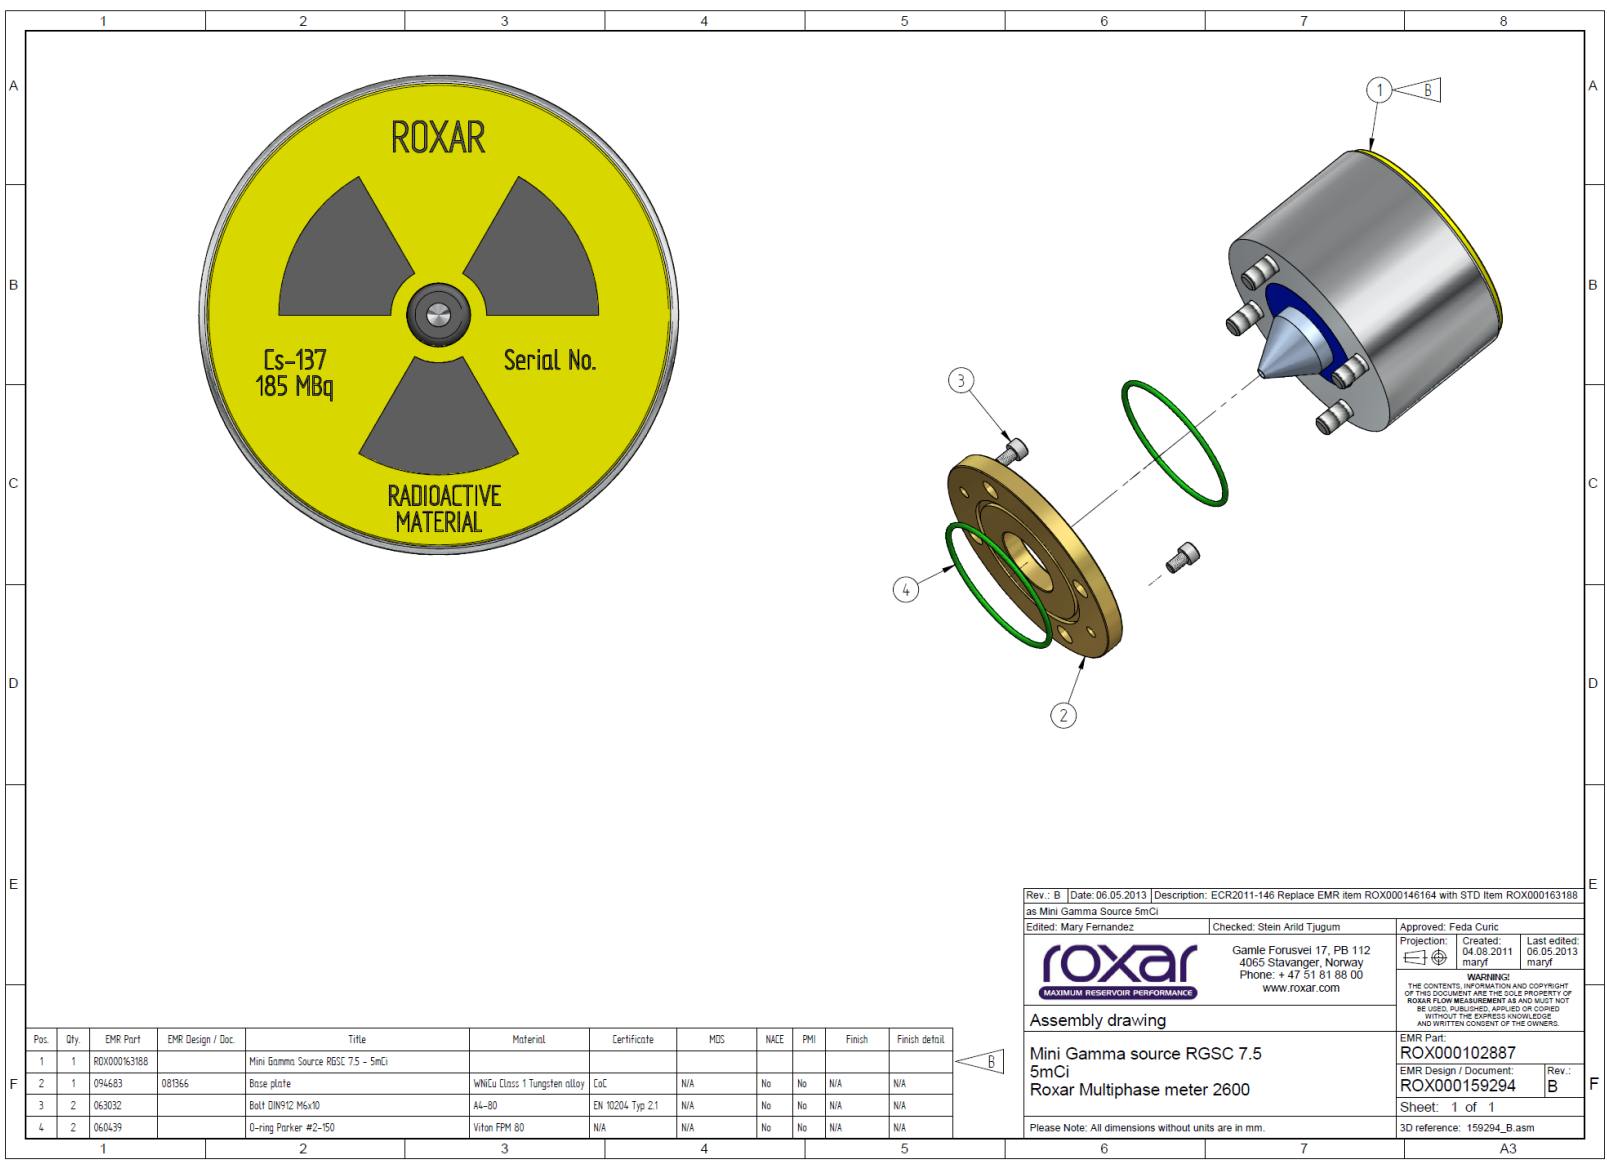 1 2 3 4 5 6 7 8
A A
B B
C C
D D
E E
F F
1 2 3 4 5 6 7 A3
ROXAR
Cs-137
185 MBq
Serial No.
RADIOACTIVE
MATERIAL
1 B
3
4
2
Rev.: B Date: 06.05.2013 Description: ECR2011-146 Replace EMR item ROX000146164 with STD Item ROX000163188
as Mini Gamma Source 5mCi
Edited: Mary Fernandez Checked: Stein Arild Tjugum Approved: Feda Curic
roxar
MAXIMUM RESERVOIR PERFORMANCE
Gamle Forusvei 17, PB 112
4065 Stavanger, Norway
Phone: + 47 51 81 88 00
www.roxar.com
Projection: Created: Last edited:
04.08.2011 06.05.2013
maryf maryf
WARNING!
THE CONTENTS, INFORMATION AND COPYRIGHT
OF THIS DOCUMENT ARE THE SOLE PROPERTY OF
ROXAR FLOW MEASUREMENT AS AND MUST NOT
BE USED, PUBLISHED, APPLIED OR COPIED
WITHOUT THE EXPRESS KNOWLEDGE
AND WRITTEN CONSENT OF THE OWNERS.
Assembly drawing
Mini Gamma source RGSC 7.5
5mCi
Roxar Multiphase meter 2600
EMR Part:
ROX000102887
EMR Design / Document: Rev.:
ROX000159294 B
Sheet: 1 of 1
Please Note: All dimensions without units are in mm.
3D reference: 159294_B.asm
Pos. Qty. EMR Part EMR Design / Doc. Title Material Certificate MDS NACE PMI Finish Finish detail
1 1 ROX000163188 Mini Gamma Source RGSC 7.5 - 5mCi B
2 1 094683 081366 Base plate WNiCu Class 1 Tungsten alloy CoC N/A No No N/A N/A
3 2 063032 Bolt DIN912 M6x10 A4-80 EN 10204 Typ 2.1 N/A No No N/A N/A
4 2 060439 O-ring Parker #2-150 Viton FPM 80 N/A N/A No No N/A N/A